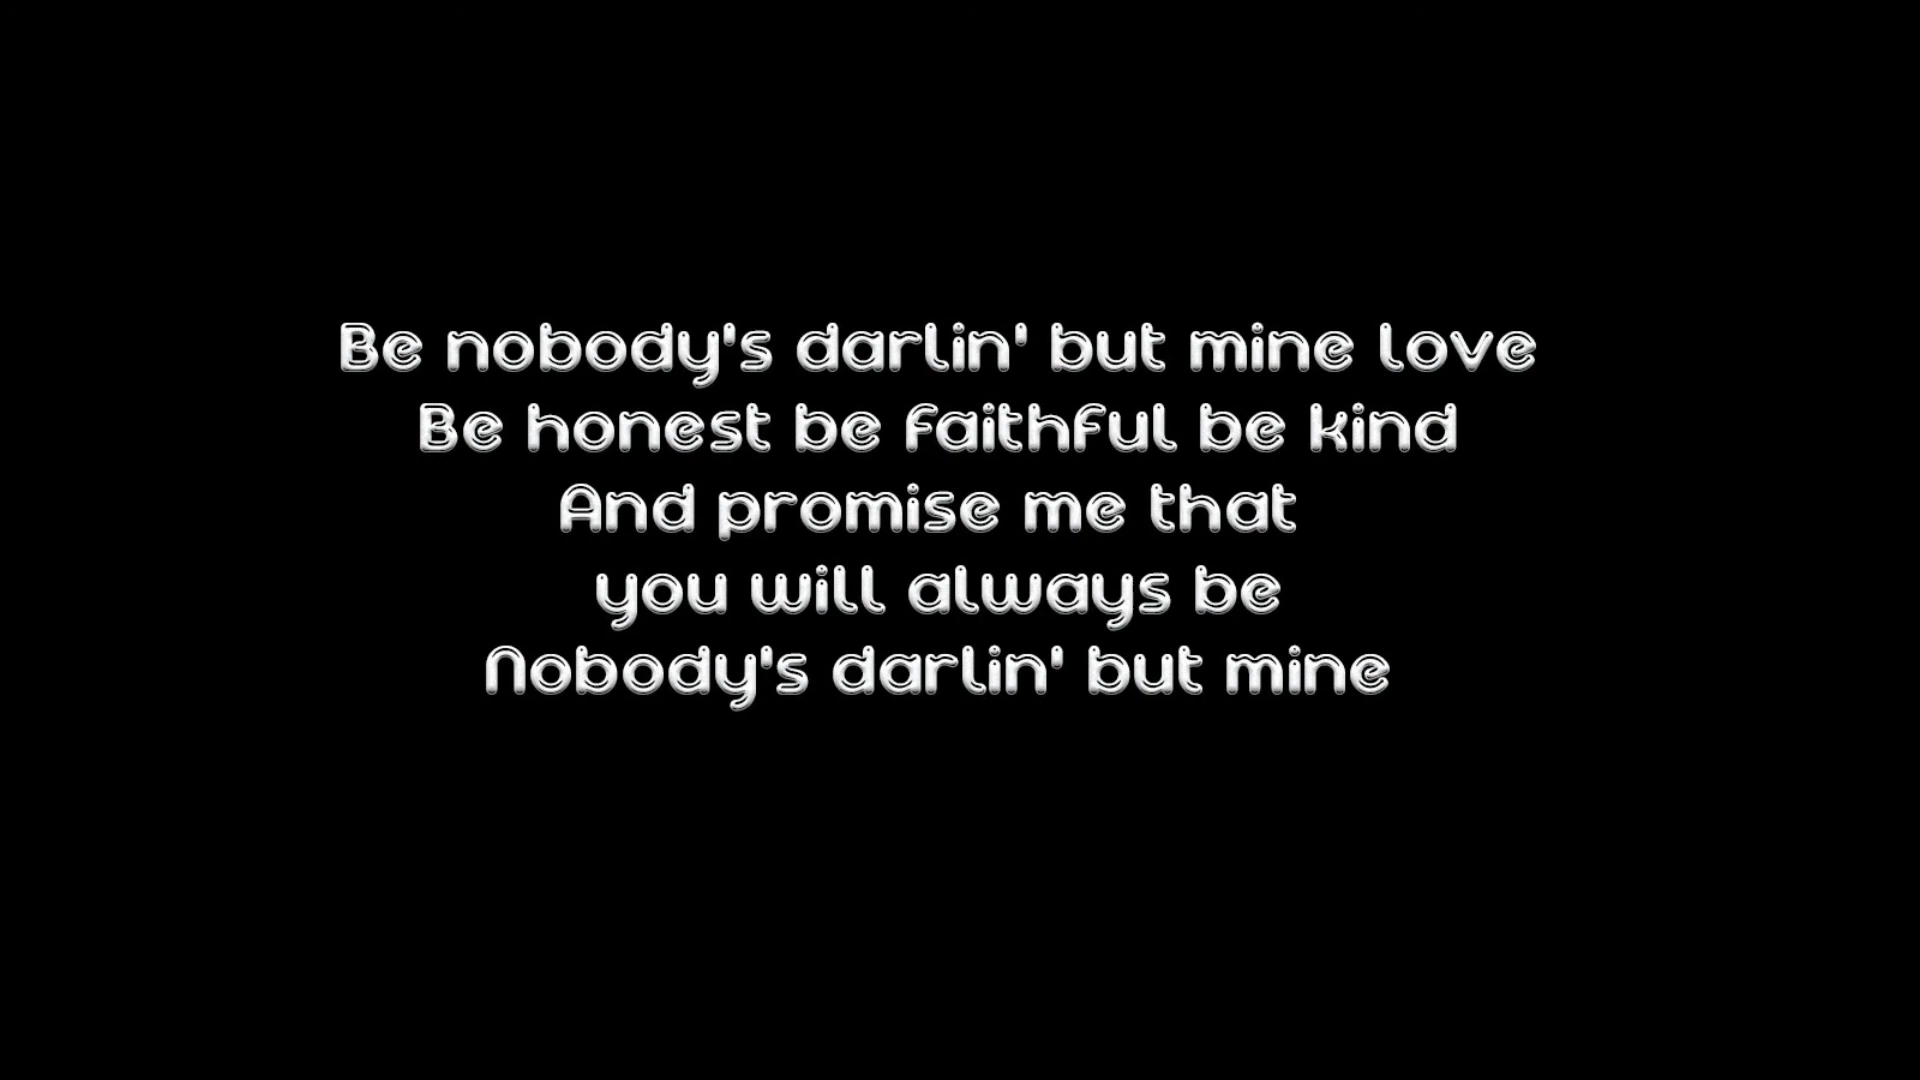 Be nobody's darlin' but mine love
Be honest be faithful be kind
And promise me that
you will always be
Nobody's darlin' but mine